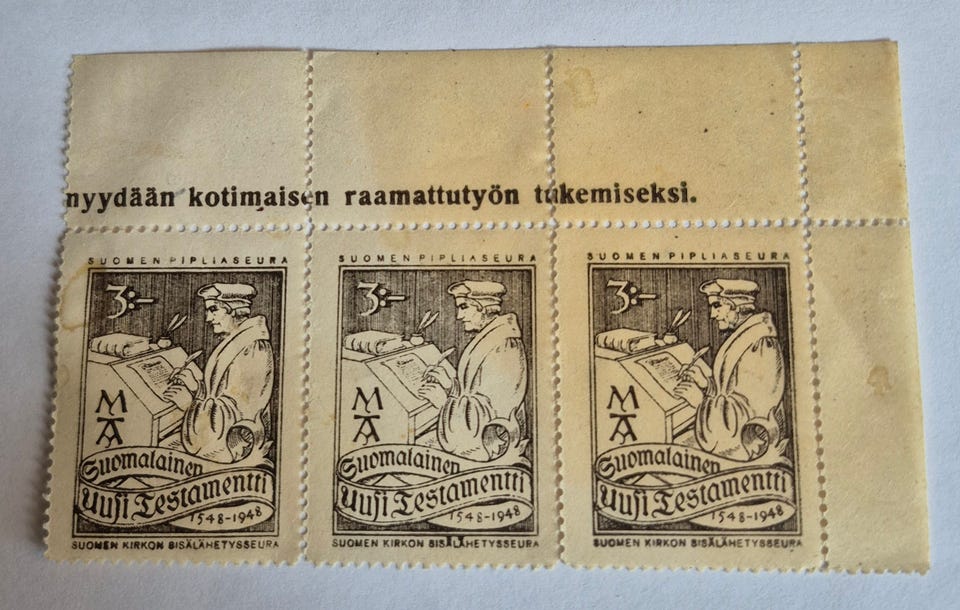 nyydään kotimaisen raamattutyön tukemiseksi.
SUOMEN PIPLIASEURA
3:-
MA
Suomalainen
Uusi Testamentti
1548-1948
SUOMEN KIRKON SISÄLÄHETYSSEURA
SUOMEN PIPLIASEURA
3:-
MA
Suomalainen
Uusi Testamentti
1548-1948
SUOMEN KIRKON SISÄLÄHETYSSEURA
SUOMEN PIPLIASEURA
3:-
MA
Suomalainen
Uusi Testamentti
1548-1948
SUOMEN KIRKON SISÄLÄHETYSSEURA